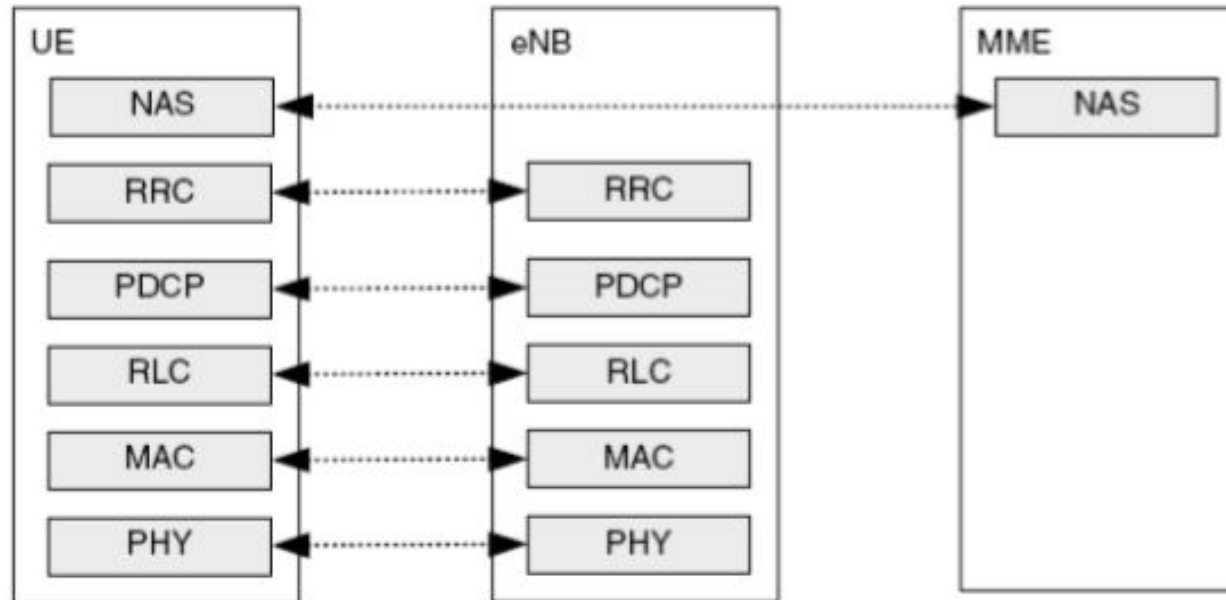 UE
eNB
MME
NAS
NAS
RRC
RRC
PDCP
PDCP
RLC
RLC
MAC
MAC
PHY
PHY